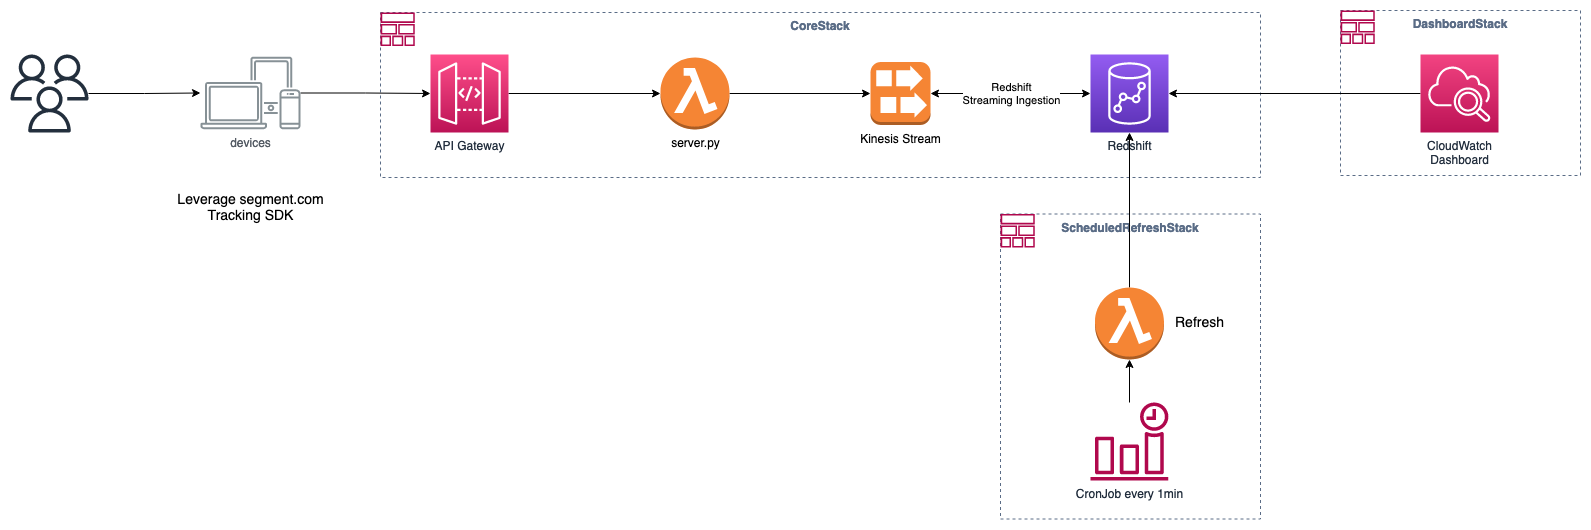 CoreStack
DashboardStack
Redshift
Streaming Ingestion
devices
API Gateway
server.py
Kinesis Stream
Redshift
CloudWatch
Dashboard
Leverage segment.com
Tracking SDK
ScheduledRefreshStack
Refresh
CronJob every 1min